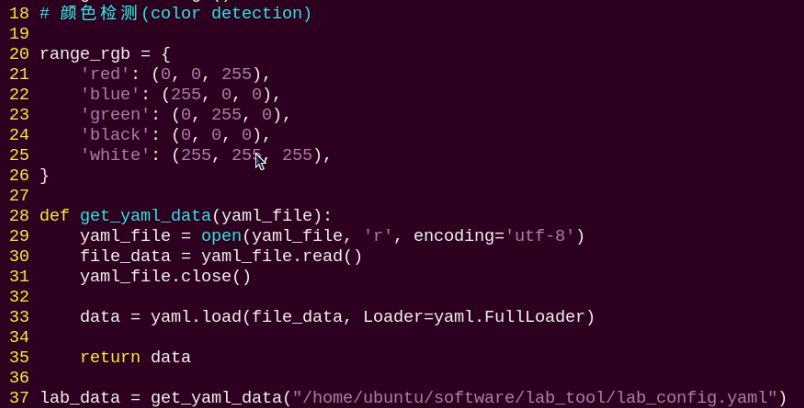 18 # 颜色检测(color detection)
19
20 range_rgb = {
21     'red': (0, 0, 255),
22     'blue': (255, 0, 0),
23     'green': (0, 255, 0),
24     'black': (0, 0, 0),
25     'white': (255, 255, 255),
26 }
27
28 def get_yaml_data(yaml_file):
29     yaml_file = open(yaml_file, 'r', encoding='utf-8')
30     file_data = yaml_file.read()
31     yaml_file.close()
32
33     data = yaml.load(file_data, Loader=yaml.FullLoader)
34
35     return data
36
37 lab_data = get_yaml_data("/home/ubuntu/software/lab_tool/lab_config.yaml")